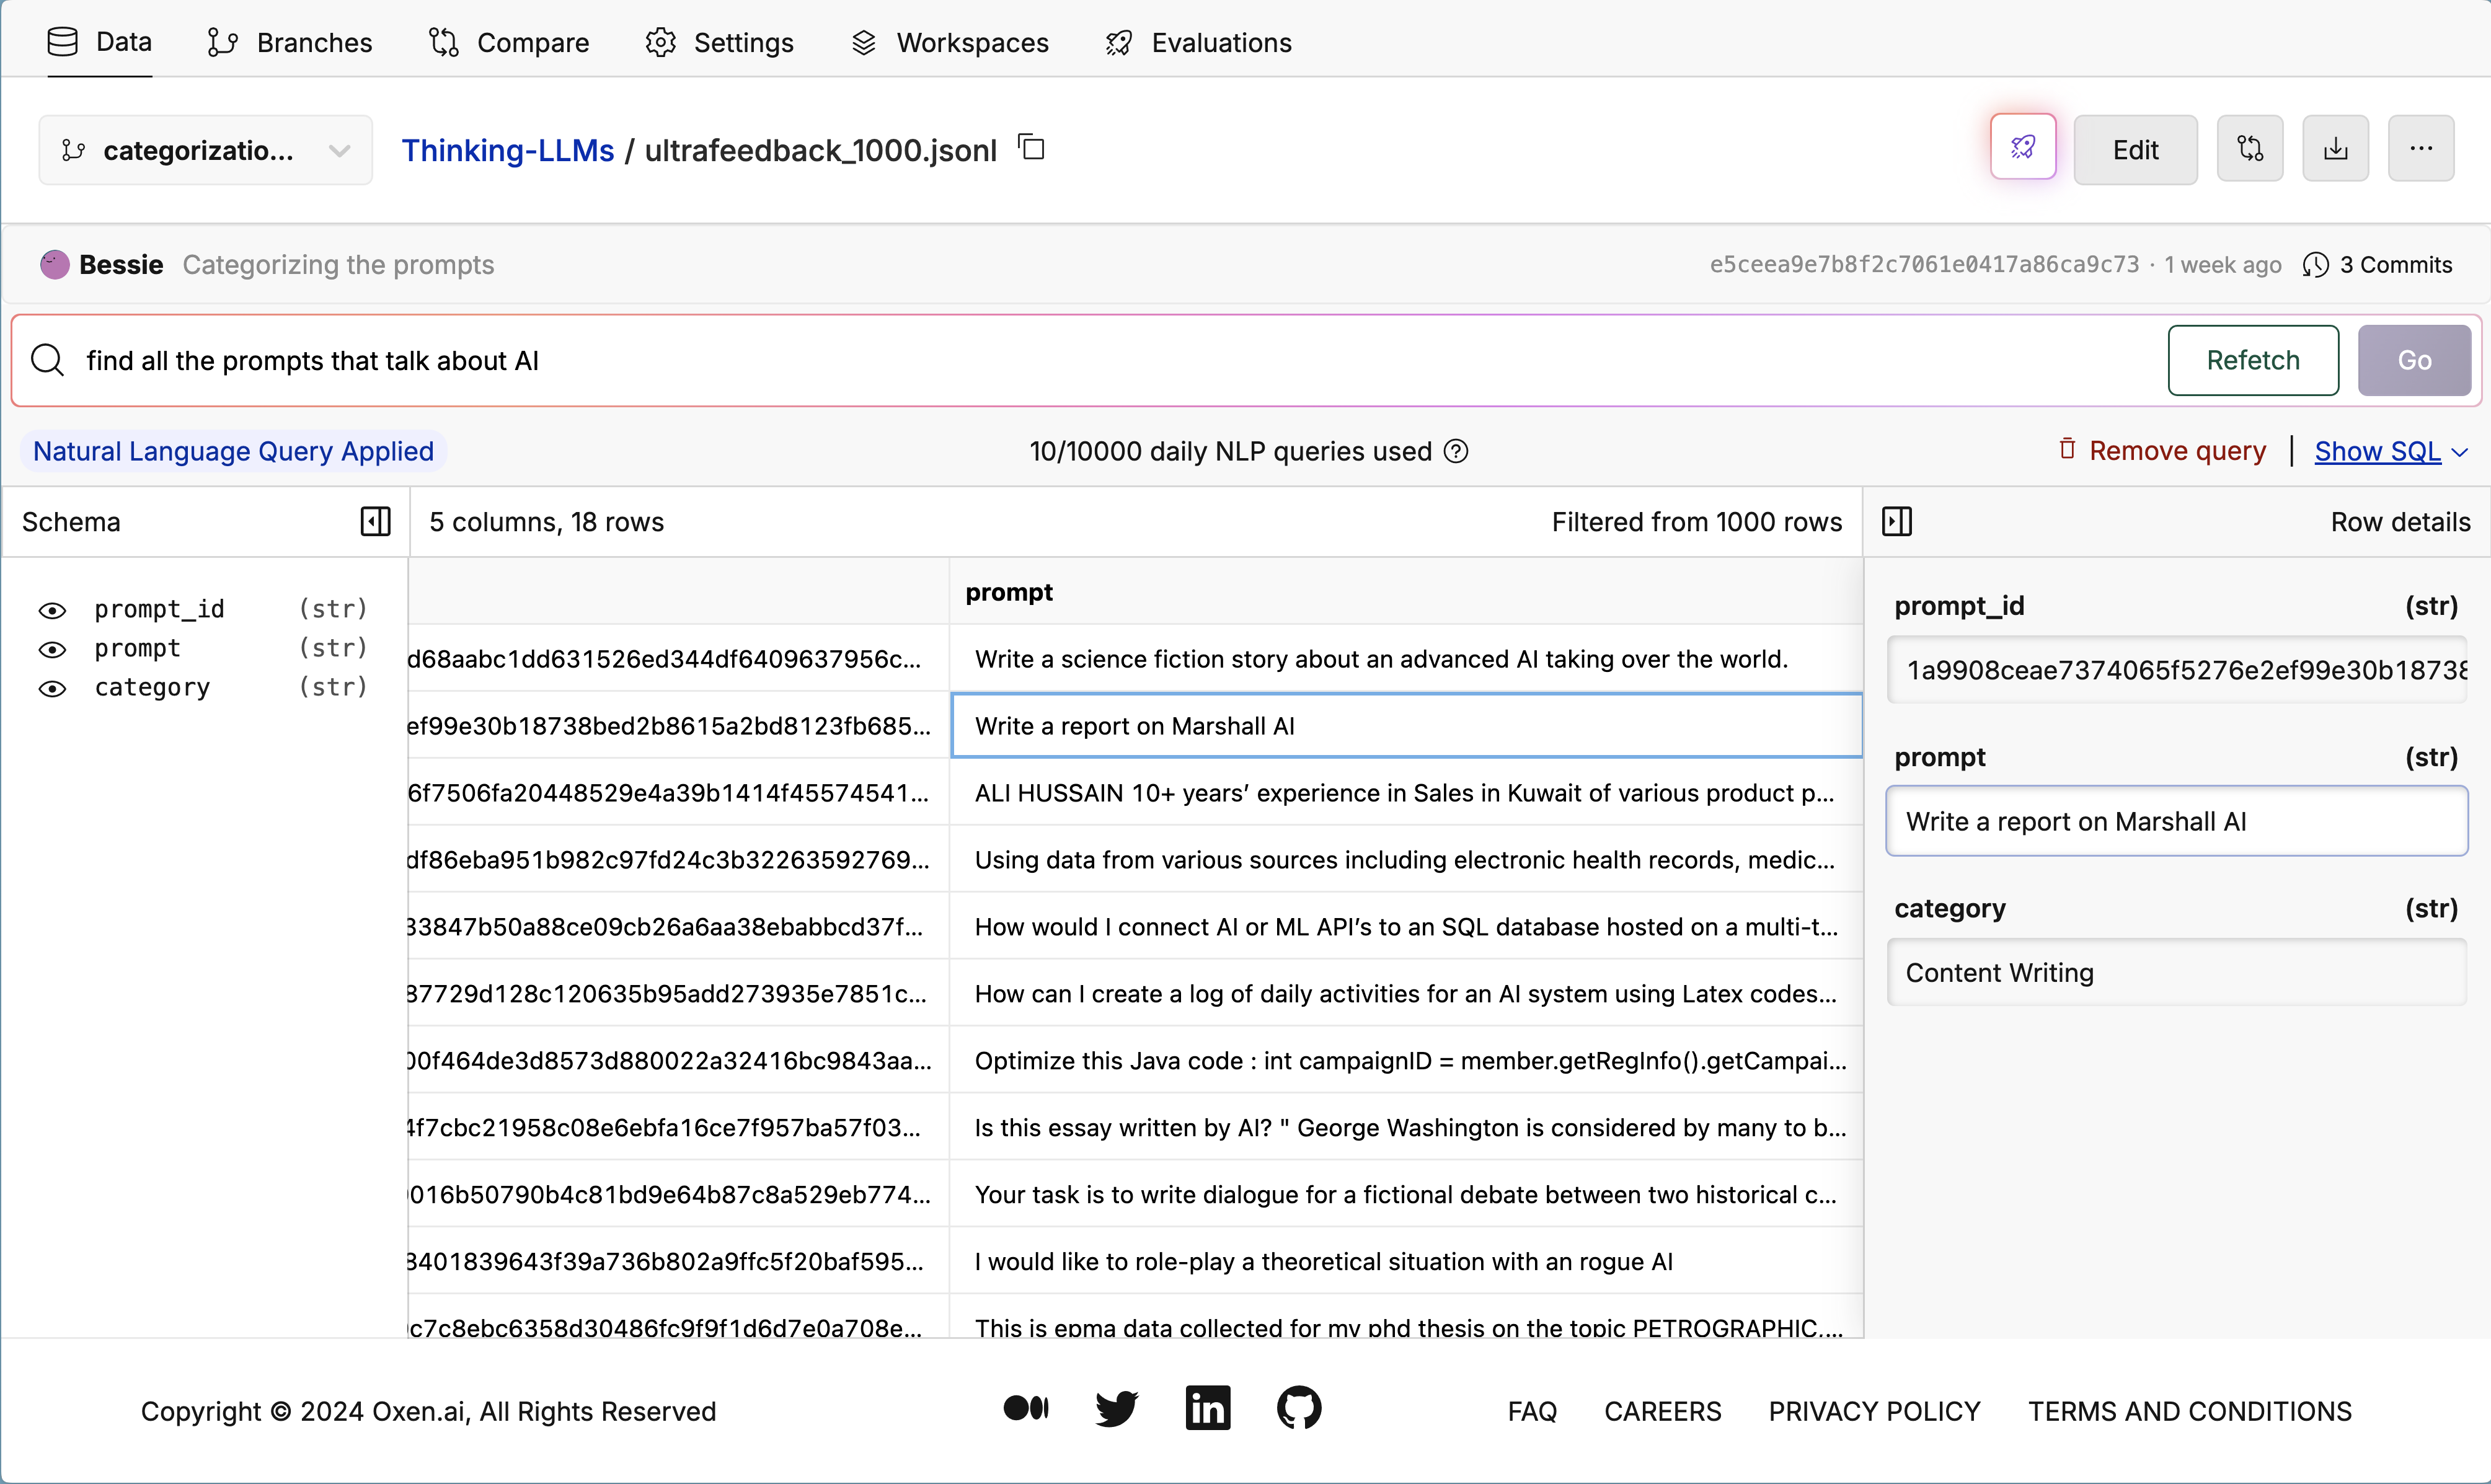 Data Branches Compare Settings Workspaces Evaluations
categorizatio... Thinking-LLMs / ultrafeedback_1000.jsonl Edit ...
Bessie Categorizing the prompts e5ceea9e7b8f2c7061e0417a86ca9c73 · 1 week ago 3 Commits
find all the prompts that talk about AI Refetch Go
Natural Language Query Applied 10/10000 daily NLP queries used ? Remove query | Show SQL
Schema 5 columns, 18 rows Filtered from 1000 rows Row details
prompt
prompt_id (str)
prompt (str)
category (str)
d68aabc1dd631526ed344df6409637956c... Write a science fiction story about an advanced AI taking over the world.
ef99e30b18738bed2b8615a2bd8123fb685... Write a report on Marshall AI
6f7506fa20448529e4a39b1414f45574541... ALI HUSSAIN 10+ years’ experience in Sales in Kuwait of various product p...
df86eba951b982c97fd24c3b32263592769... Using data from various sources including electronic health records, medic...
33847b50a88ce09cb26a6aa38ebabbcd37f... How would I connect AI or ML API’s to an SQL database hosted on a multi-t...
87729d128c120635b95add273935e7851c... How can I create a log of daily activities for an AI system using Latex codes...
00f464de3d8573d880022a32416bc9843aa... Optimize this Java code : int campaignID = member.getRegInfo().getCampai...
4f7cbc21958c08e6ebfa16ce7f957ba57f03... Is this essay written by AI? " George Washington is considered by many to b...
016b50790b4c81bd9e64b87c8a529eb774... Your task is to write dialogue for a fictional debate between two historical c...
8401839643f39a736b802a9ffc5f20baf595... I would like to role-play a theoretical situation with an rogue AI
c7c8ebc6358d30486fc9f9f1d6d7e0a708e... This is epma data collected for my phd thesis on the topic PETROGRAPHIC,...
prompt_id (str)
1a9908ceae7374065f5276e2ef99e30b18738
prompt (str)
Write a report on Marshall AI
category (str)
Content Writing
Copyright © 2024 Oxen.ai, All Rights Reserved in FAQ CAREERS PRIVACY POLICY TERMS AND CONDITIONS